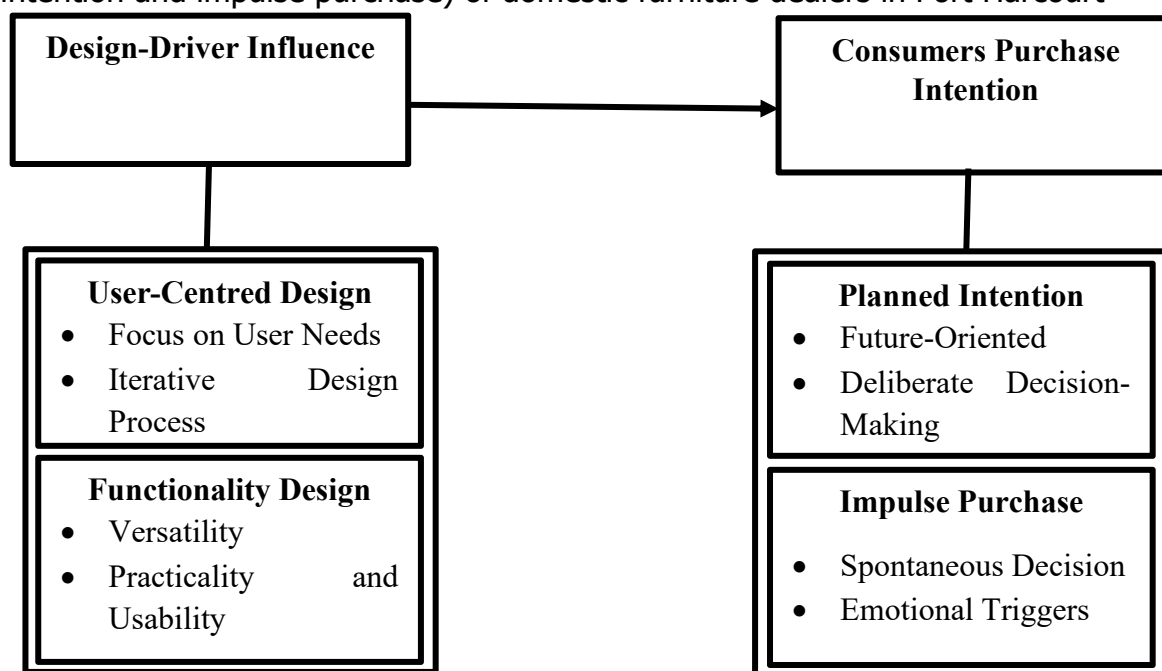 intention and impulse purchase) of domestic furniture dealers in Port Harcourt
Design-Driver Influence
Consumers Purchase
Intention
User-Centred Design
• Focus on User Needs
• Iterative Design
Process
Functionality Design
• Versatility
• Practicality and
Usability
Planned Intention
• Future-Oriented
• Deliberate Decision-
Making
Impulse Purchase
• Spontaneous Decision
• Emotional Triggers